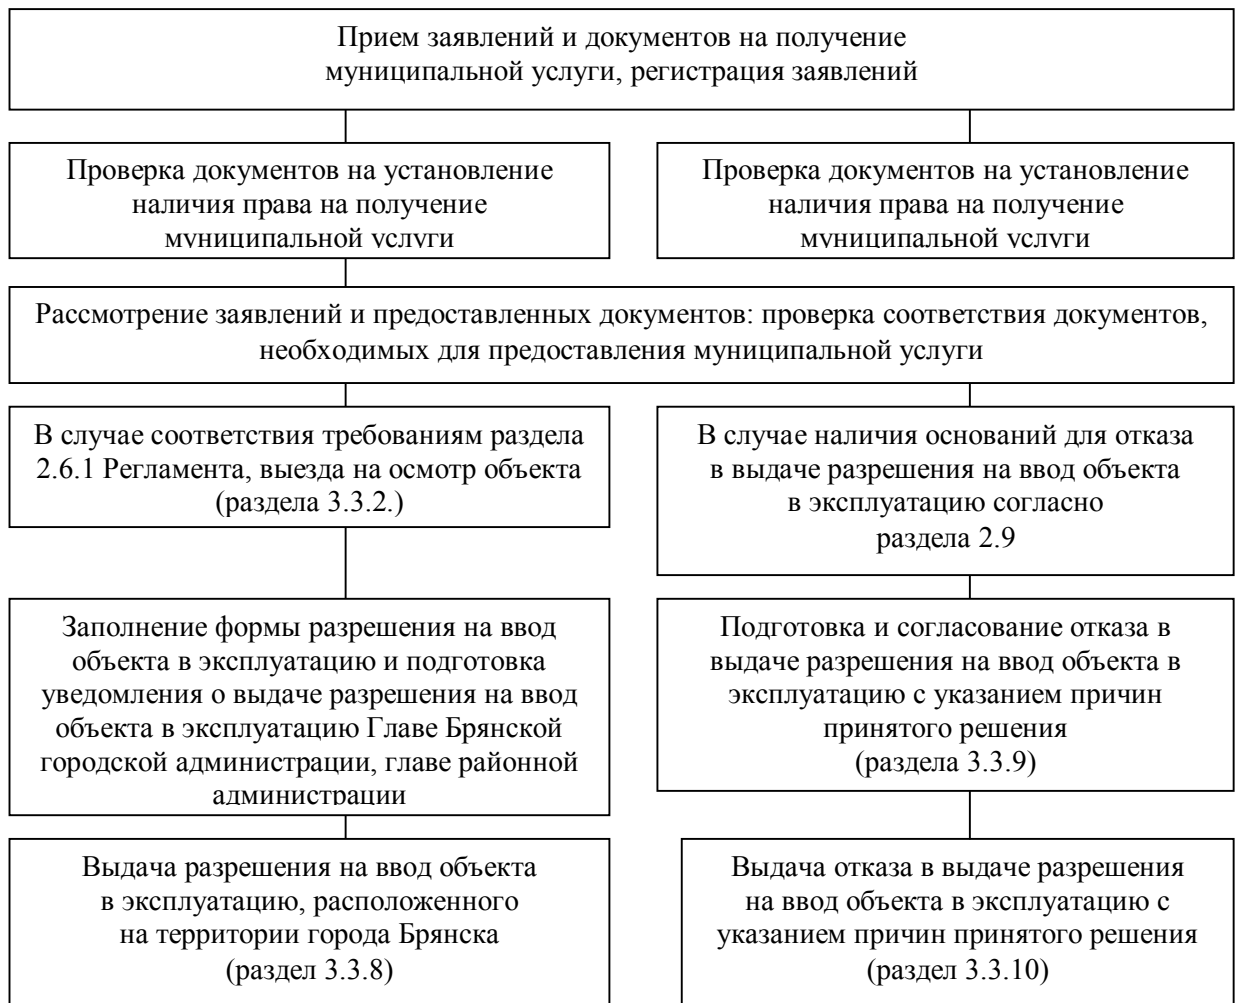 Прием заявлений и документов на получение
муниципальной услуги, регистрация заявлений
Проверка документов на установление
наличия права на получение
муниципальной услуги
Проверка документов на установление
наличия права на получение
муниципальной услуги
Рассмотрение заявлений и предоставленных документов: проверка соответствия документов,
необходимых для предоставления муниципальной услуги
В случае соответствия требованиям раздела
2.6.1 Регламента, выезда на осмотр объекта
(раздела 3.3.2.)
В случае наличия оснований для отказа
в выдаче разрешения на ввод объекта
в эксплуатацию согласно
раздела 2.9
Заполнение формы разрешения на ввод
объекта в эксплуатацию и подготовка
уведомления о выдаче разрешения на ввод
объекта в эксплуатацию Главе Брянской
городской администрации, главе районной
администрации
Подготовка и согласование отказа в
выдаче разрешения на ввод объекта в
эксплуатацию с указанием причин
принятого решения
(раздела 3.3.9)
Выдача разрешения на ввод объекта
в эксплуатацию, расположенного
на территории города Брянска
(раздел 3.3.8)
Выдача отказа в выдаче разрешения
на ввод объекта в эксплуатацию с
указанием причин принятого решения
(раздел 3.3.10)